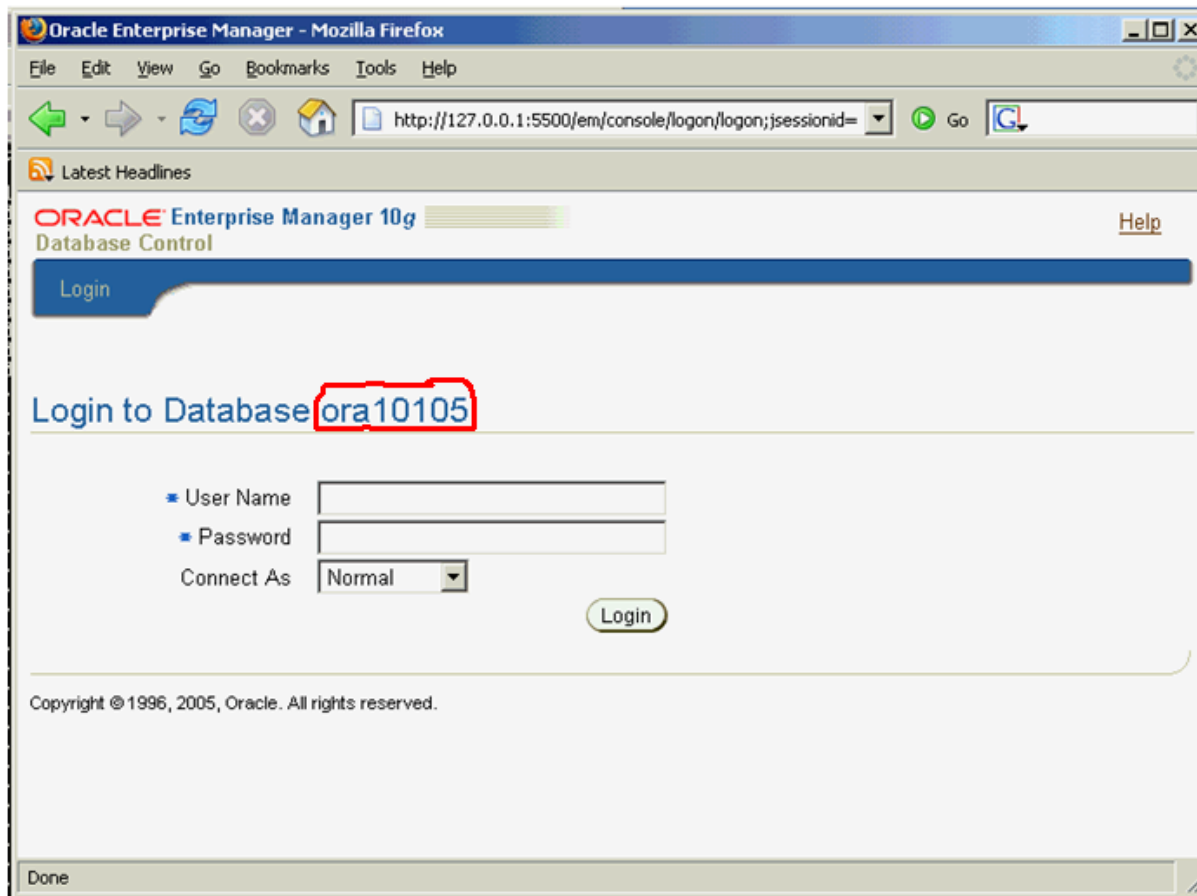 Oracle Enterprise Manager - Mozilla Firefox
File Edit View Go Bookmarks Tools Help
http://127.0.0.1:5500/em/console/logon/logon;jsessionid= Go G
Latest Headlines
ORACLE Enterprise Manager 10g
Database Control
Help
Login
Login to Database ora10105
User Name
Password
Connect As Normal
Login
Copyright © 1996, 2005, Oracle. All rights reserved.
Done